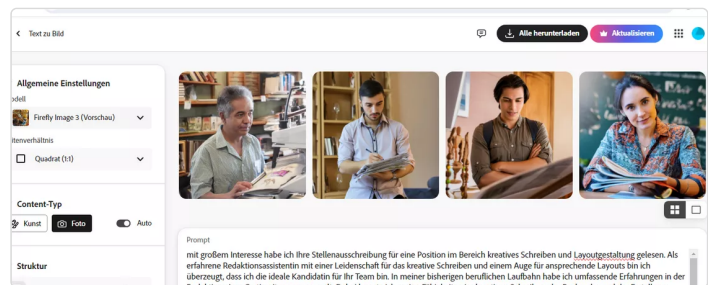 Text zu Bild
Alle herunterladen
Aktualisieren
Allgemeine Einstellungen
Firefly Image 3 (Vorschau)
Quadrat (1:1)
Content-Typ
Kunst
Foto
Auto
Struktur
Prompt
mit großem Interesse habe ich Ihre Stellenausschreibung für eine Position im Bereich kreatives Schreiben und Layoutgestaltung gelesen. Als
erfahrene Redaktionsassistentin mit einer Leidenschaft für das kreative Schreiben und einem Auge für ansprechende Layouts bin ich
überzeugt, dass ich die ideale Kandidatin für Ihr Team bin. In meiner bisherigen beruflichen Laufbahn habe ich umfassende Erfahrungen in der